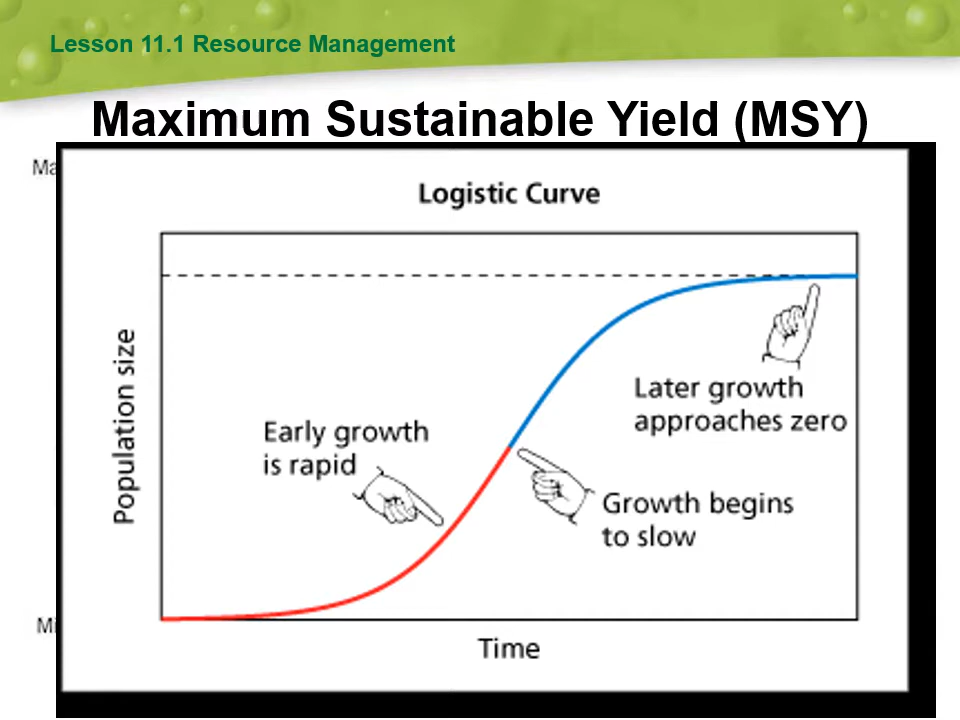 Lesson 11.1 Resource Management
Maximum Sustainable Yield (MSY)
Logistic Curve
Population size
Early growth
is rapid
Later growth
approaches zero
Growth begins
to slow
Time